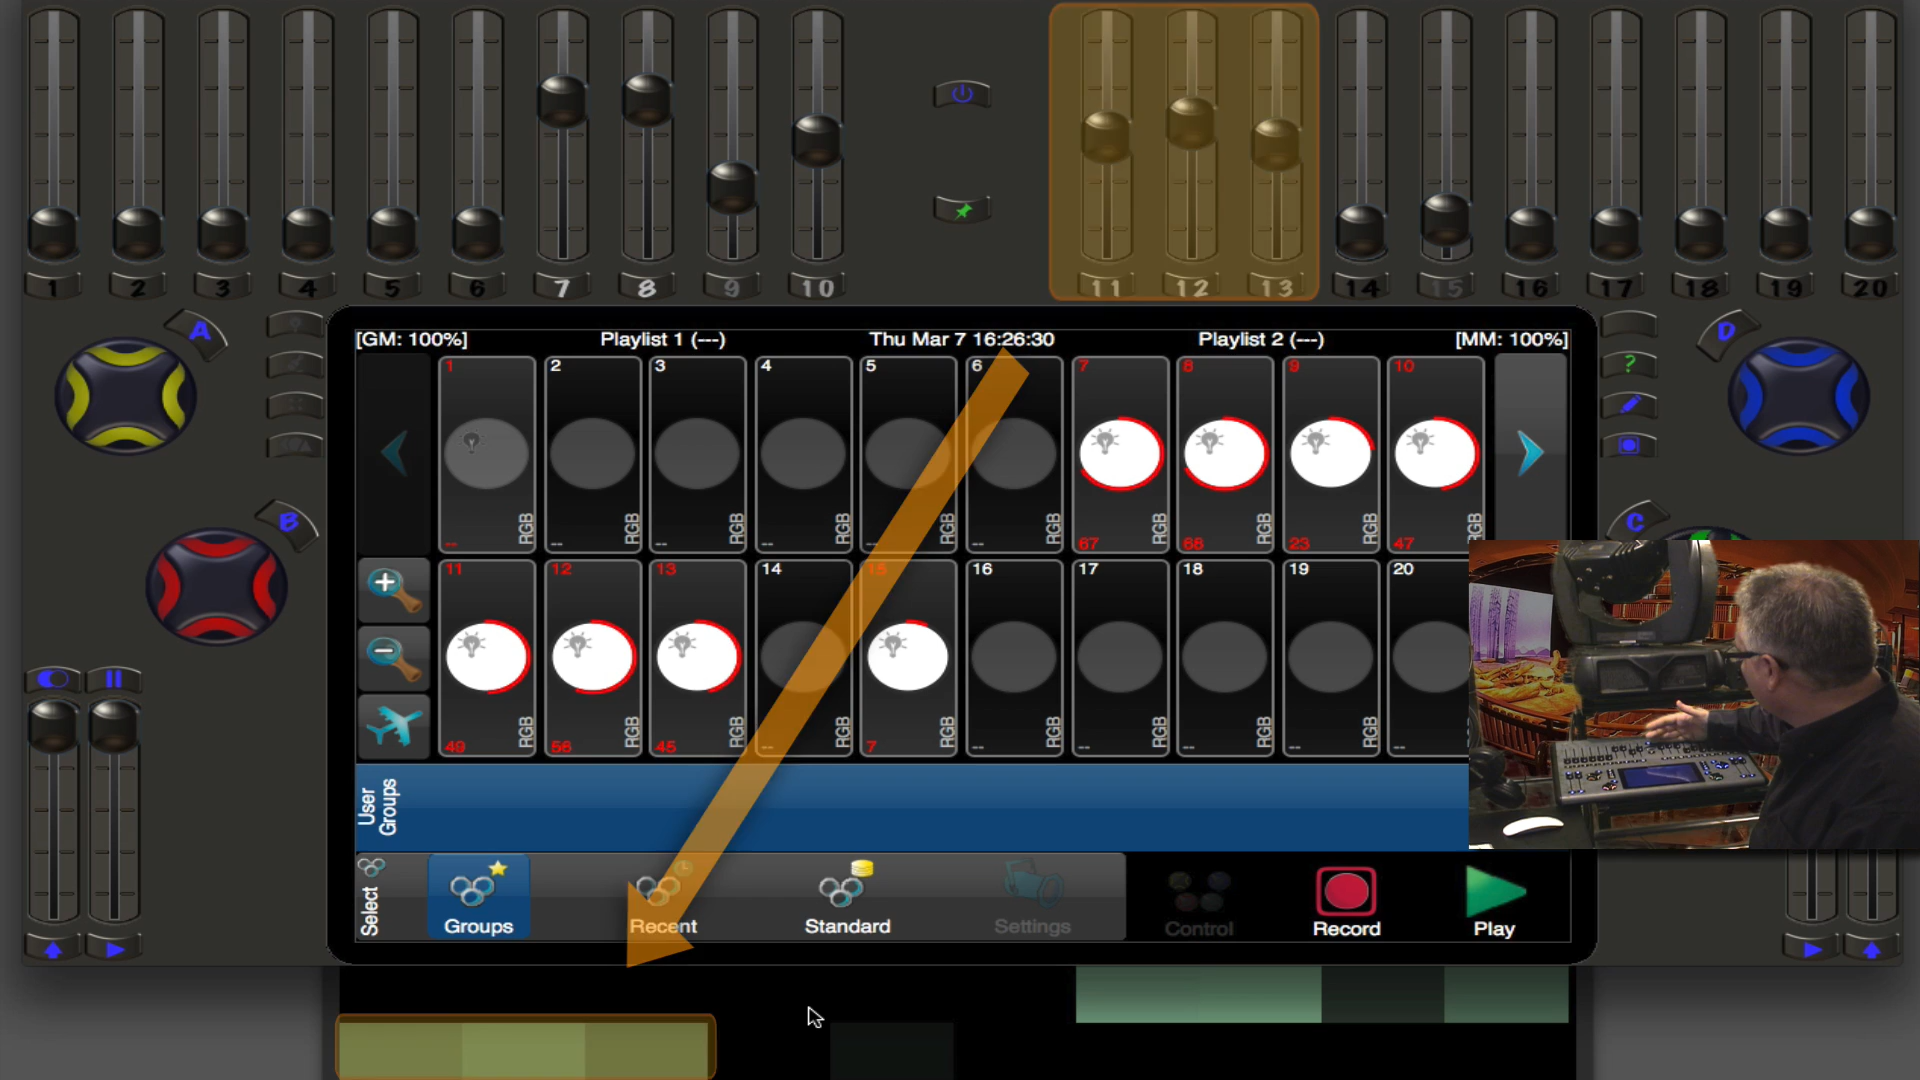 1 2 3 4 5 6 7 8 9 10 11 12 13 14 15 16 17 18 19 20
A D
[GM: 100%] Playlist 1 (---) Thu Mar 7 16:26:30 Playlist 2 (---) [MM: 100%]
1 2 3 4 5 6 7 8 9 10
?
B C
RGB RGB RGB RGB RGB RGB RGB RGB RGB RGB
-- -- -- -- -- -- 67 68 23 47
11 12 13 14 15 16 17 18 19 20
RGB RGB RGB RGB RGB RGB RGB RGB RGB
49 56 45 -- 7 -- -- -- -- --
User
Groups
Select
Groups Recent Standard Settings Control Record Play